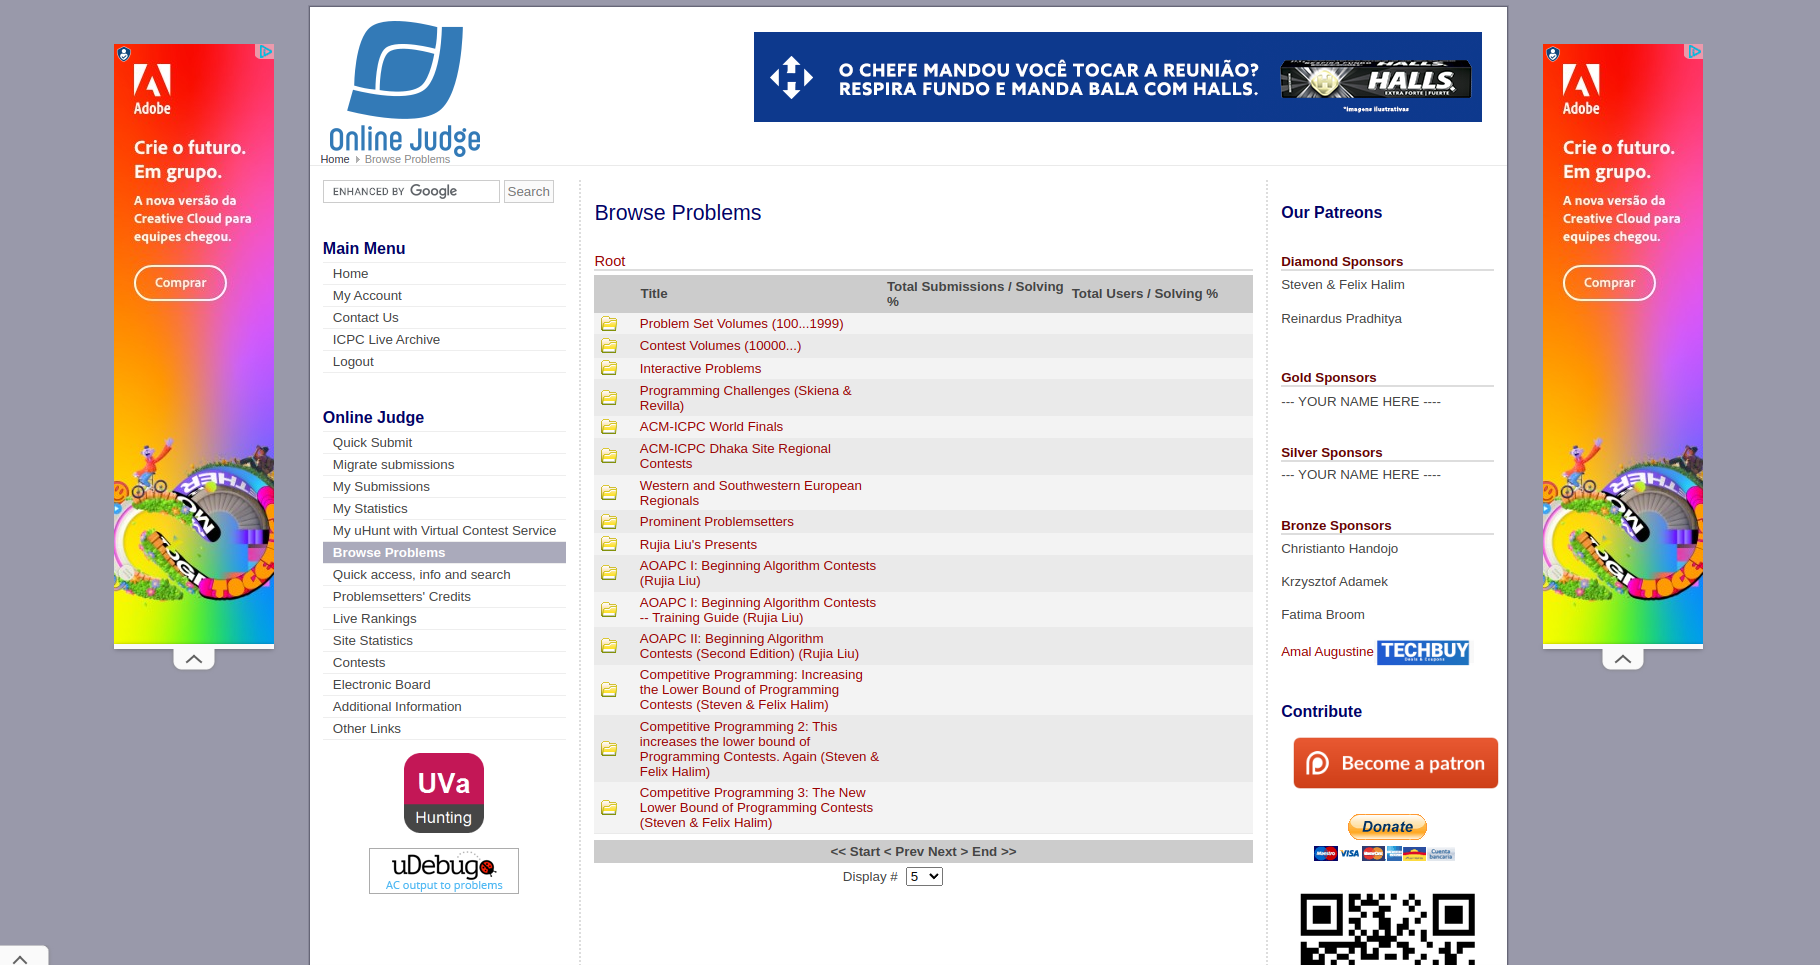 Adobe
Crie o futuro.
Em grupo.
A nova versão da
Creative Cloud para
equipes chegou.
Comprar
Online Judge
O CHEFE MANDOU VOCÊ TOCAR A REUNIÃO?
RESPIRA FUNDO E MANDA BALA COM HALLS.
HALLS
EXTRA FORTE | FUERTE
*Imagens ilustrativas
Home Browse Problems
ENHANCED BY Google Search
Main Menu
Home
My Account
Contact Us
ICPC Live Archive
Logout
Online Judge
Quick Submit
Migrate submissions
My Submissions
My Statistics
My uHunt with Virtual Contest Service
Browse Problems
Quick access, info and search
Problemsetters' Credits
Live Rankings
Site Statistics
Contests
Electronic Board
Additional Information
Other Links
UVa
Hunting
uDebug
AC output to problems
Browse Problems
Root
Title Total Submissions / Solving % Total Users / Solving %
Problem Set Volumes (100...1999)
Contest Volumes (10000...)
Interactive Problems
Programming Challenges (Skiena &
Revilla)
ACM-ICPC World Finals
ACM-ICPC Dhaka Site Regional
Contests
Western and Southwestern European
Regionals
Prominent Problemsetters
Rujia Liu's Presents
AOAPC I: Beginning Algorithm Contests
(Rujia Liu)
AOAPC I: Beginning Algorithm Contests
-- Training Guide (Rujia Liu)
AOAPC II: Beginning Algorithm
Contests (Second Edition) (Rujia Liu)
Competitive Programming: Increasing
the Lower Bound of Programming
Contests (Steven & Felix Halim)
Competitive Programming 2: This
increases the lower bound of
Programming Contests. Again (Steven &
Felix Halim)
Competitive Programming 3: The New
Lower Bound of Programming Contests
(Steven & Felix Halim)
<< Start < Prev Next > End >>
Display # 5
Our Patreons
Diamond Sponsors
Steven & Felix Halim
Reinardus Pradhitya
Gold Sponsors
--- YOUR NAME HERE ----
Silver Sponsors
--- YOUR NAME HERE ----
Bronze Sponsors
Christianto Handojo
Krzysztof Adamek
Fatima Broom
Amal Augustine TECHBUY
Deals & Coupons
Contribute
Become a patron
Donate
Maestro VISA Cuenta
bancaria
Adobe
Crie o futuro.
Em grupo.
A nova versão da
Creative Cloud para
equipes chegou.
Comprar